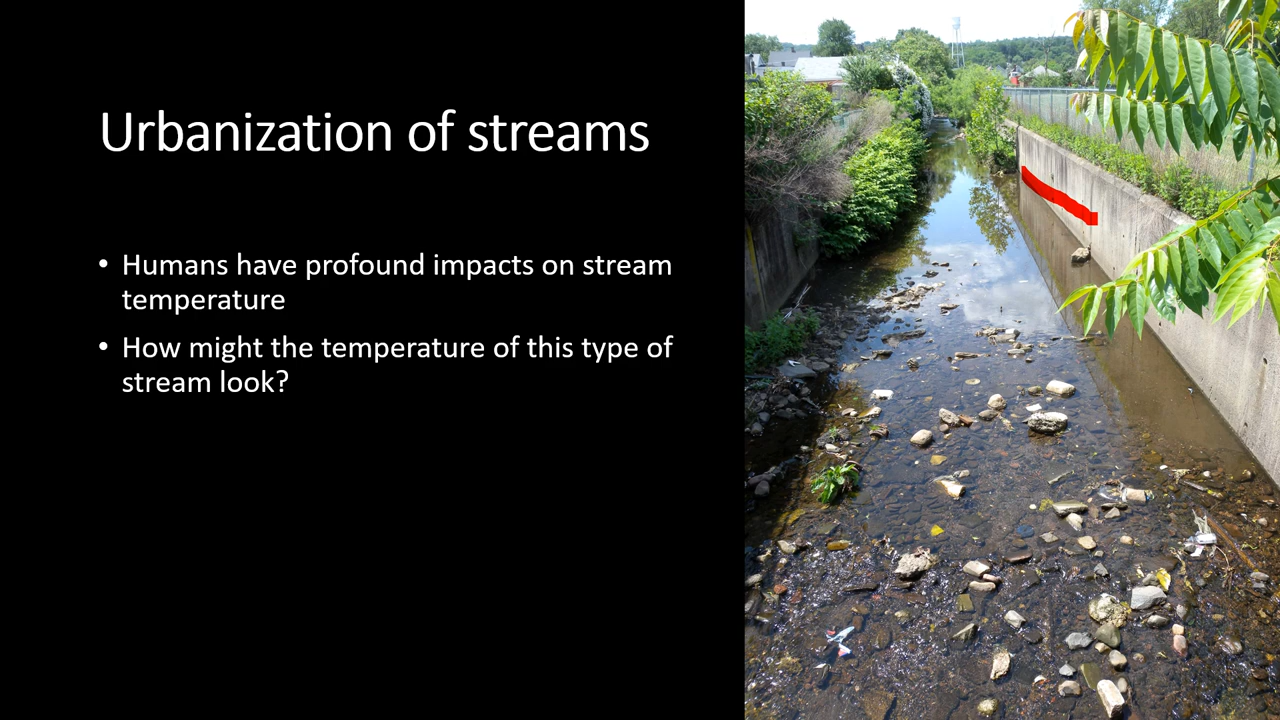 Urbanization of streams
• Humans have profound impacts on stream
temperature
• How might the temperature of this type of
stream look?